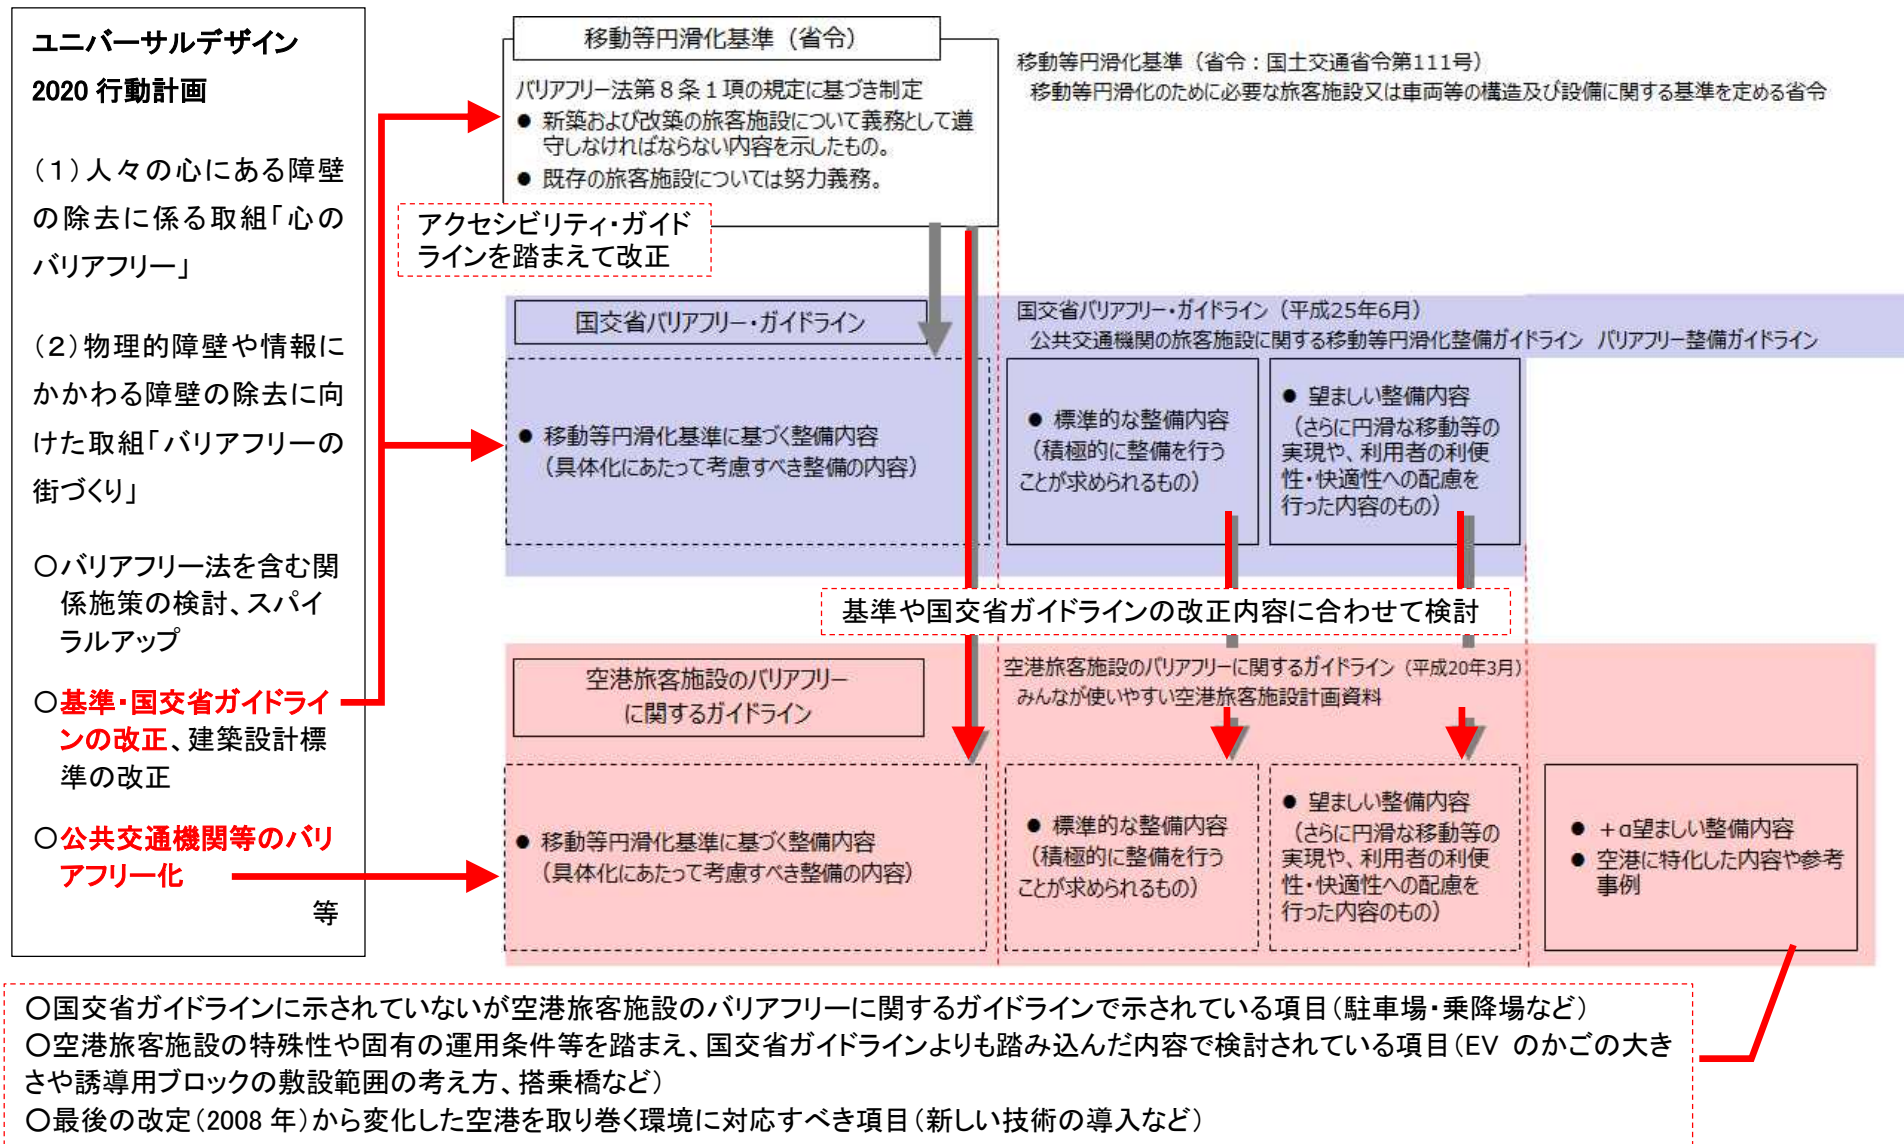 ユニバーサルデザイン
2020 行動計画
(1)人々の心にある障壁
の除去に係る取組「心の
バリアフリー」
(2)物理的障壁や情報に
かかわる障壁の除去に向
けた取組「バリアフリーの
街づくり」
〇バリアフリー法を含む関
係施策の検討、スパイ
ラルアップ
〇基準・国交省ガイドライ
ンの改正、建築設計標
準の改正
〇公共交通機関等のバリ
アフリー化
等
移動等円滑化基準(省令)
バリアフリー法第8条1項の規定に基づき制定
● 新築および改築の旅客施設について義務として遵
守しなければならない内容を示したもの。
● 既存の旅客施設については努力義務。
移動等円滑化基準(省令:国土交通省令第111号)
移動等円滑化のために必要な旅客施設又は車両等の構造及び設備に関する基準を定める省令
アクセシビリティ・ガイド
ラインを踏まえて改正
国交省バリアフリー・ガイドライン
国交省バリアフリー・ガイドライン(平成25年6月)
公共交通機関の旅客施設に関する移動等円滑化整備ガイドライン バリアフリー整備ガイドライン
● 移動等円滑化基準に基づく整備内容
(具体化にあたって考慮すべき整備の内容)
● 標準的な整備内容
(積極的に整備を行う
ことが求められるもの)
● 望ましい整備内容
(さらに円滑な移動等の
実現や、利用者の利便
性・快適性への配慮を
行った内容のもの)
基準や国交省ガイドラインの改正内容に合わせて検討
空港旅客施設のバリアフリー
に関するガイドライン
空港旅客施設のバリアフリーに関するガイドライン(平成20年3月)
みんなが使いやすい空港旅客施設計画資料
● 移動等円滑化基準に基づく整備内容
(具体化にあたって考慮すべき整備の内容)
● 標準的な整備内容
(積極的に整備を行う
ことが求められるもの)
● 望ましい整備内容
(さらに円滑な移動等の
実現や、利用者の利便
性・快適性への配慮を
行った内容のもの)
● +α望ましい整備内容
● 空港に特化した内容や参考
事例
〇国交省ガイドラインに示されていないが空港旅客施設のバリアフリーに関するガイドラインで示されている項目(駐車場・乗降場など)
〇空港旅客施設の特殊性や固有の運用条件等を踏まえ、国交省ガイドラインよりも踏み込んだ内容で検討されている項目(EV のかごの大き
さや誘導用ブロックの敷設範囲の考え方、搭乗橋など)
〇最後の改定(2008 年)から変化した空港を取り巻く環境に対応すべき項目(新しい技術の導入など)